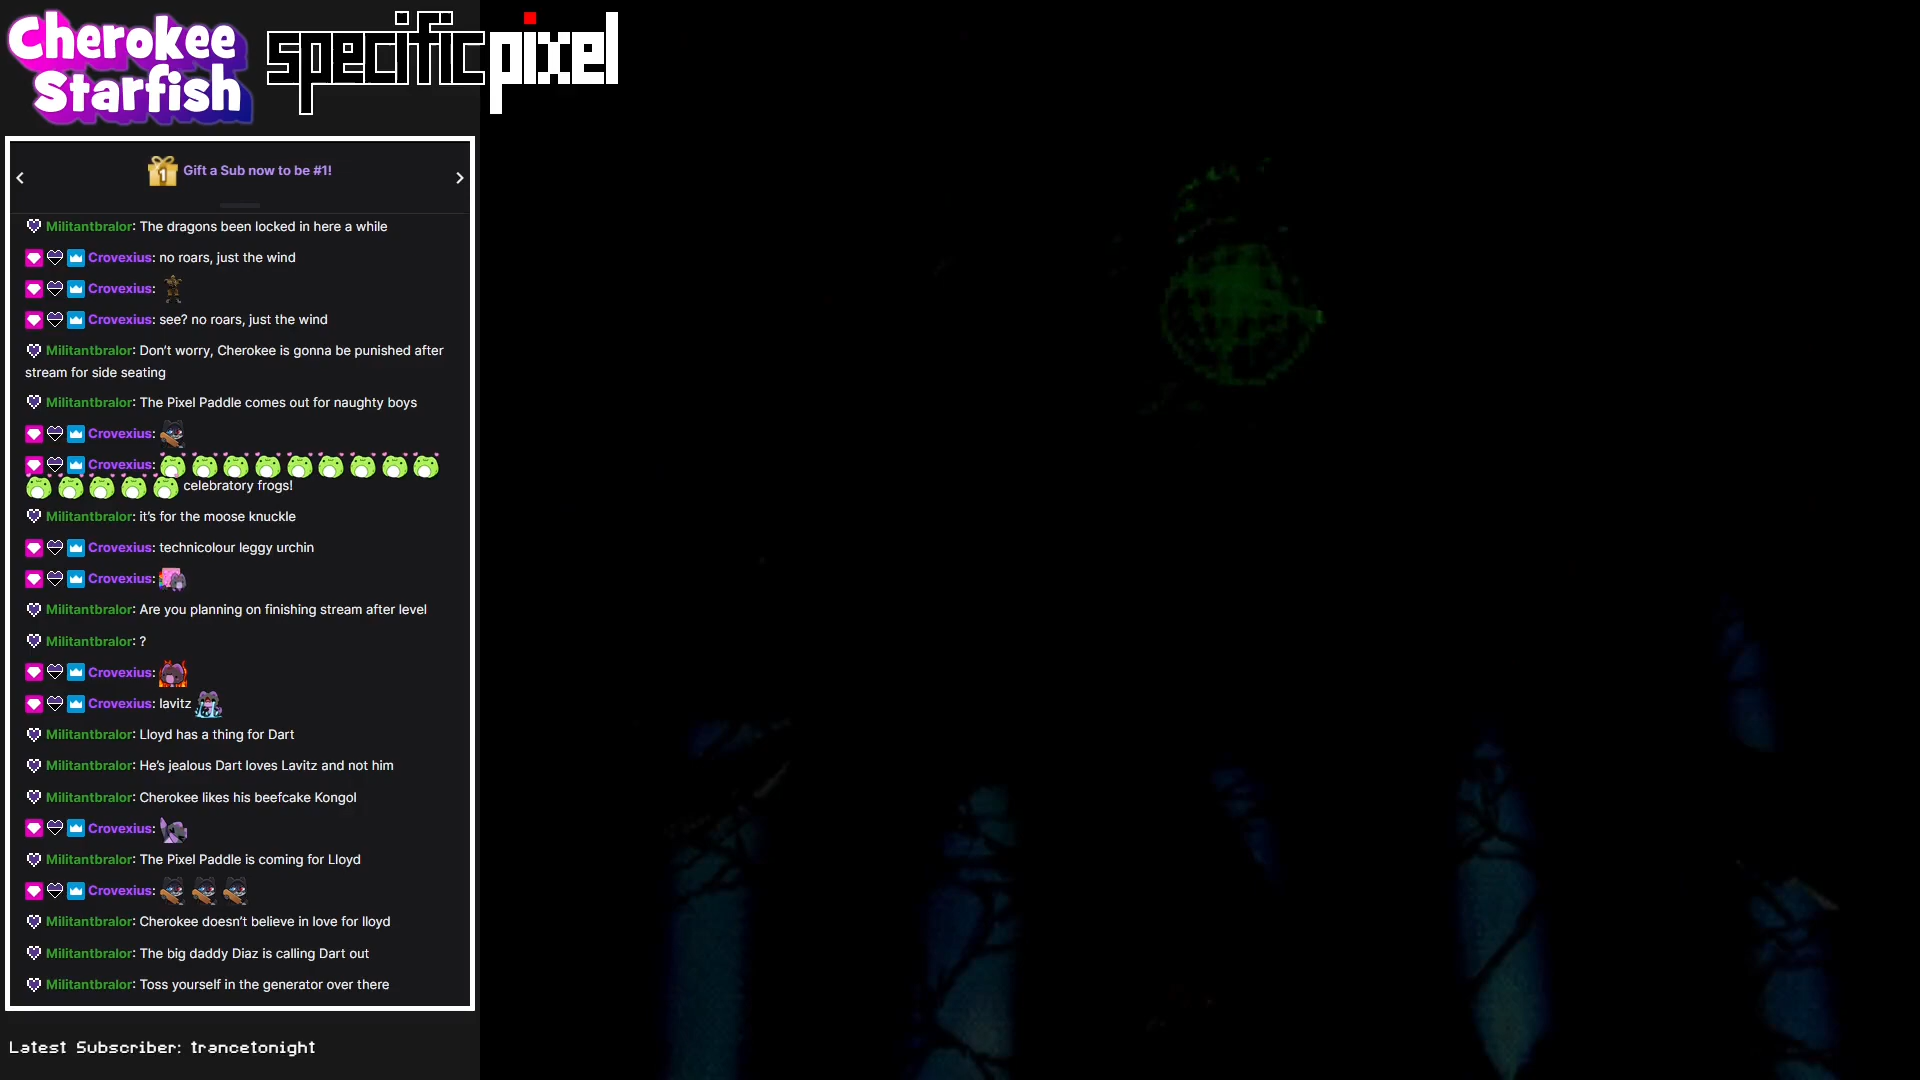 Cherokee
Starfish
specificpixel
1
Gift a Sub now to be #1!
Militantbralor: The dragons been locked in here a while
Crovexius: no roars, just the wind
Crovexius:
Crovexius: see? no roars, just the wind
Militantbralor: Don't worry, Cherokee is gonna be punished after
stream for side seating
Militantbralor: The Pixel Paddle comes out for naughty boys
Crovexius:
Crovexius:
celebratory frogs!
Militantbralor: it's for the moose knuckle
Crovexius: technicolour leggy urchin
Crovexius:
Militantbralor: Are you planning on finishing stream after level
Militantbralor: ?
Crovexius:
Crovexius: lavitz
Militantbralor: Lloyd has a thing for Dart
Militantbralor: He's jealous Dart loves Lavitz and not him
Militantbralor: Cherokee likes his beefcake Kongol
Crovexius:
Militantbralor: The Pixel Paddle is coming for Lloyd
Crovexius:
Militantbralor: Cherokee doesn't believe in love for lloyd
Militantbralor: The big daddy Diaz is calling Dart out
Militantbralor: Toss yourself in the generator over there
Latest Subscriber: trancetonight